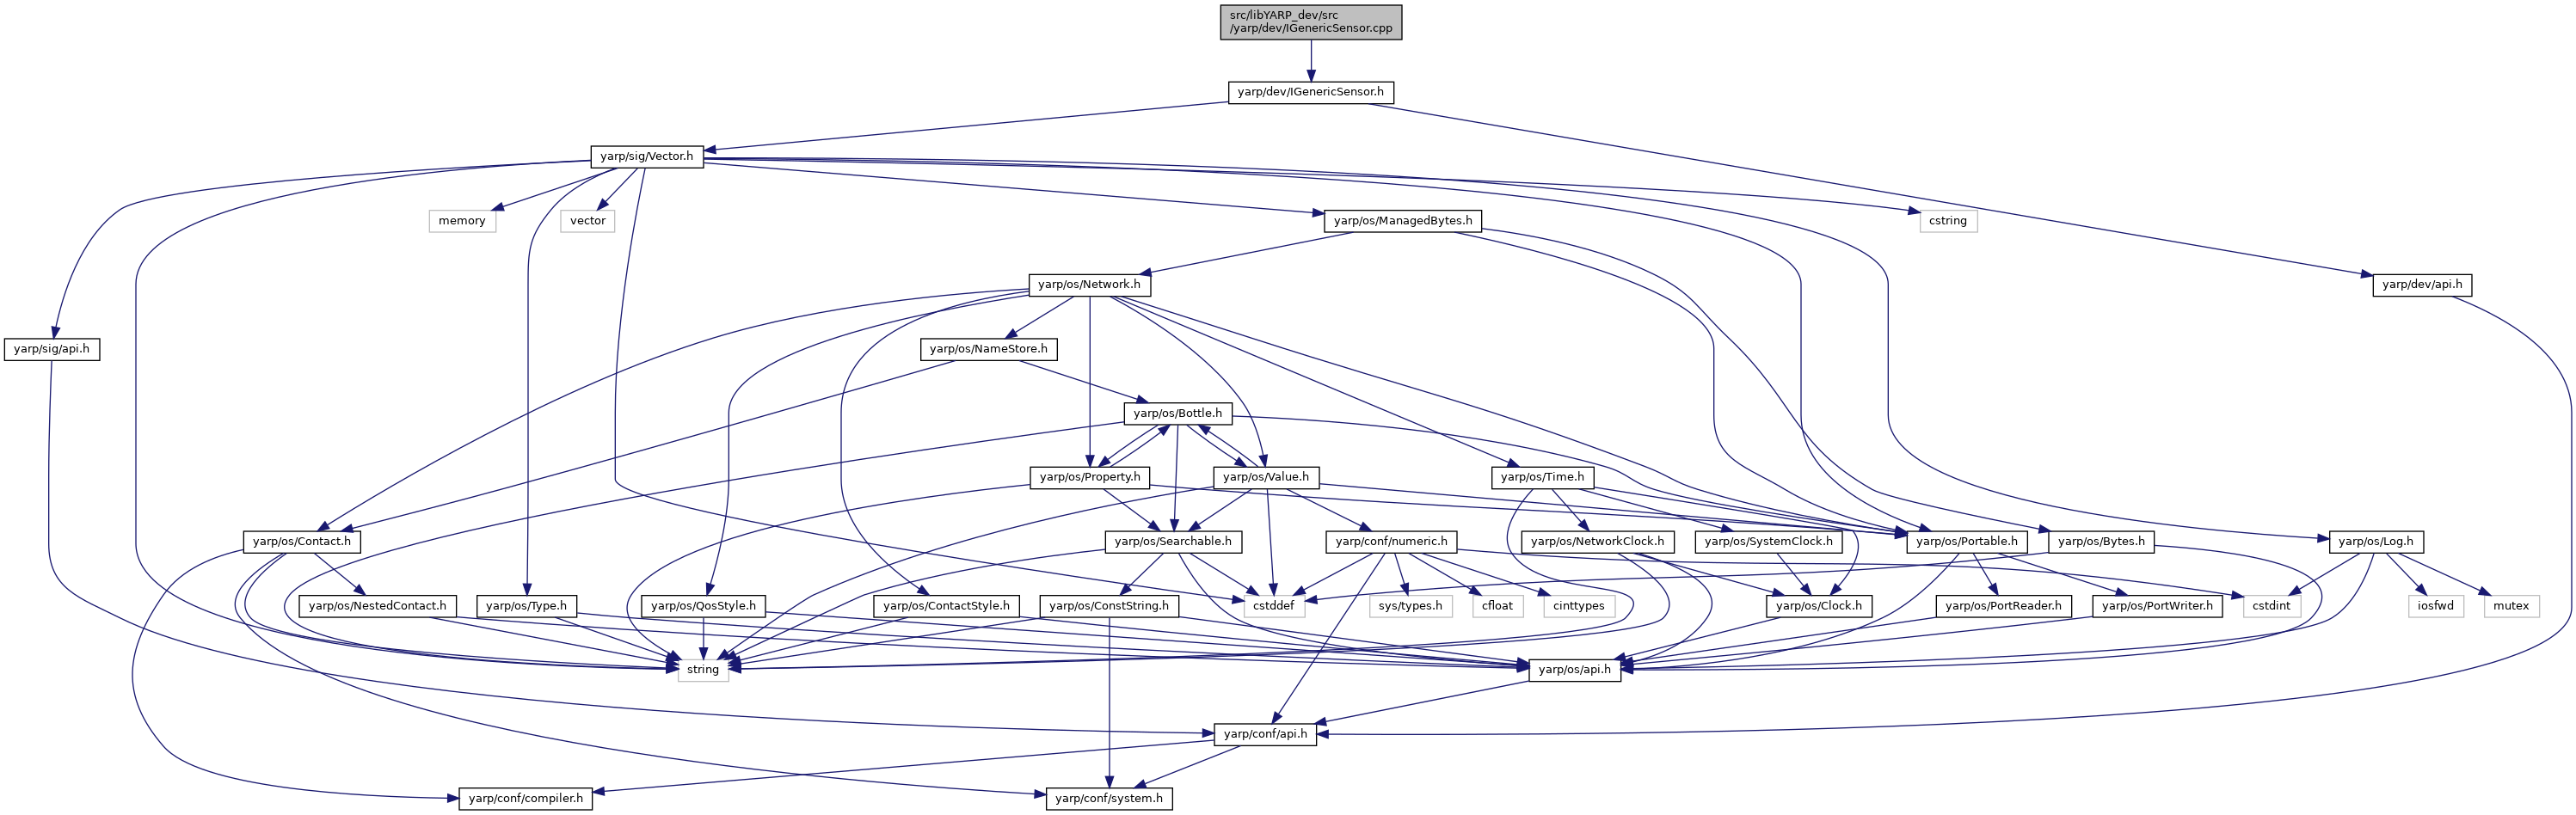 src/libYARP_dev/src
/yarp/dev/IGenericSensor.cpp
yarp/dev/IGenericSensor.h
yarp/sig/Vector.h
memory
vector
yarp/os/ManagedBytes.h
cstring
yarp/os/Network.h
yarp/dev/api.h
yarp/sig/api.h
yarp/os/NameStore.h
yarp/os/Bottle.h
yarp/os/Property.h
yarp/os/Value.h
yarp/os/Time.h
yarp/os/Contact.h
yarp/os/Searchable.h
yarp/conf/numeric.h
yarp/os/NetworkClock.h
yarp/os/SystemClock.h
yarp/os/Portable.h
yarp/os/Bytes.h
yarp/os/Log.h
yarp/os/NestedContact.h
yarp/os/Type.h
yarp/os/QosStyle.h
yarp/os/ContactStyle.h
yarp/os/ConstString.h
cstddef
sys/types.h
cfloat
cinttypes
yarp/os/Clock.h
yarp/os/PortReader.h
yarp/os/PortWriter.h
cstdint
iosfwd
mutex
string
yarp/os/api.h
yarp/conf/api.h
yarp/conf/compiler.h
yarp/conf/system.h